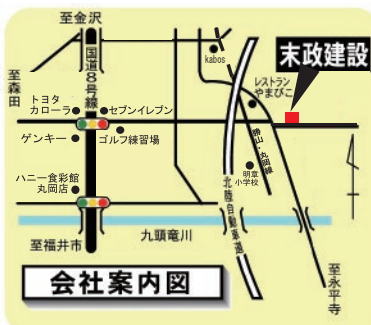 至金沢
国道8号線
kabos
末政建設
至森田
レストラン
やまびこ
トヨタ
カローラ
セブンイレブン
ゲンキー
ゴルフ練習場
勝山・丸岡線
明章
小学校
ハニー食彩館
丸岡店
北陸自動車道
九頭竜川
至福井市
至永平寺
会社案内図